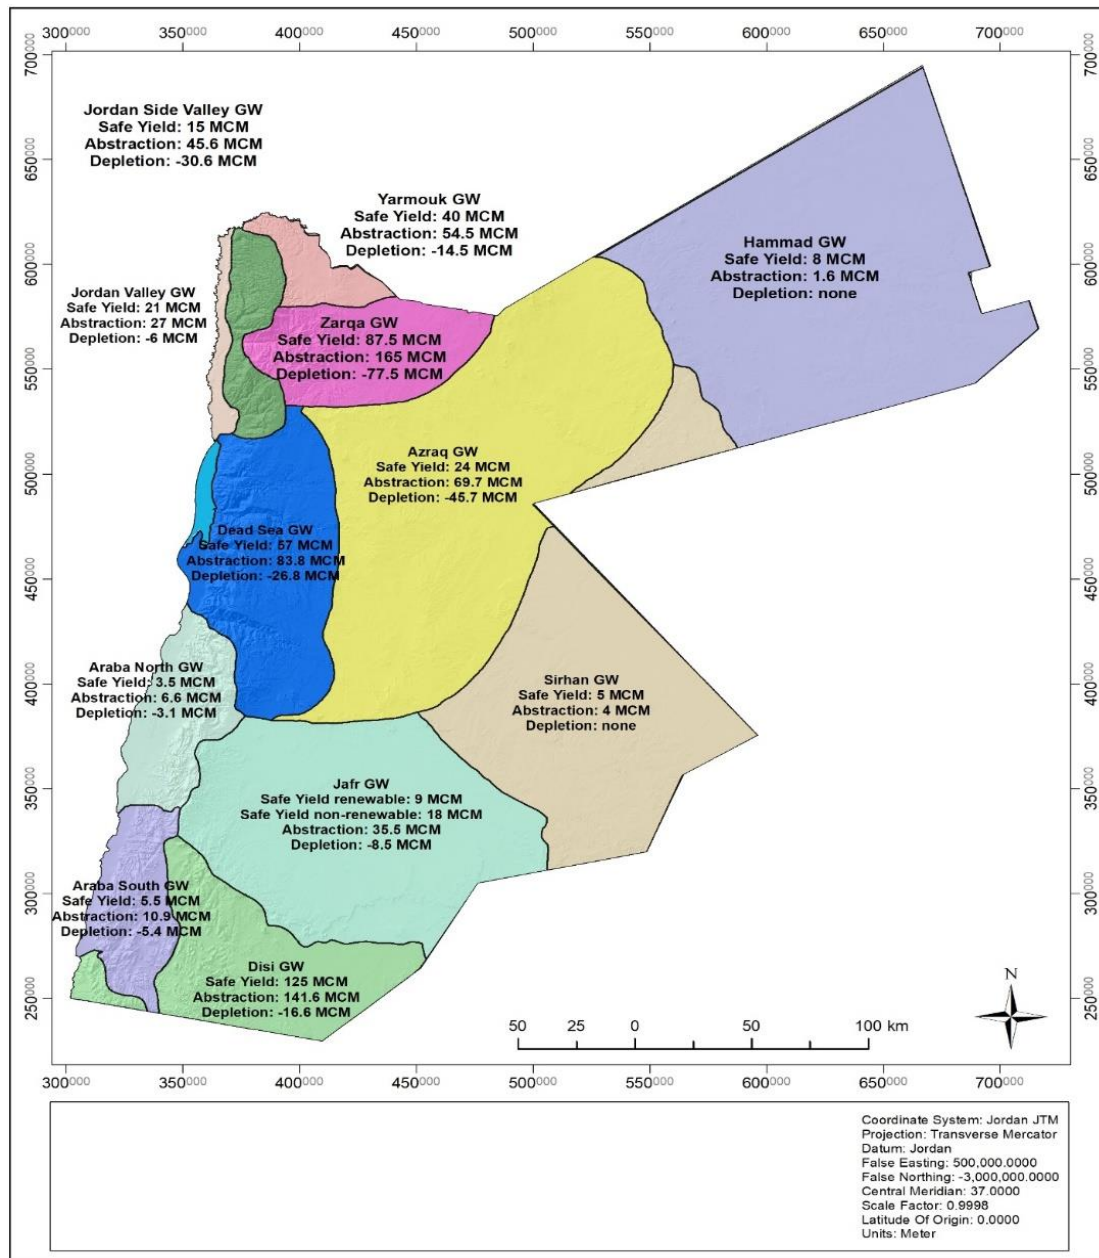 300000 350000 400000 450000 500000 550000 600000 650000 700000
700000 700000
Jordan Side Valley GW
Safe Yield: 15 MCM
Abstraction: 45.6 MCM
Depletion: -30.6 MCM
650000 650000
Yarmouk GW
Safe Yield: 40 MCM
Abstraction: 54.5 MCM
Depletion: -14.5 MCM
Hammad GW
Safe Yield: 8 MCM
Abstraction: 1.6 MCM
Depletion: none
600000 600000
Jordan Valley GW
Safe Yield: 21 MCM
Abstraction: 27 MCM
Depletion: -6 MCM
Zarqa GW
Safe Yield: 87.5 MCM
Abstraction: 165 MCM
Depletion: -77.5 MCM
550000 550000
Azraq GW
Safe Yield: 24 MCM
Abstraction: 69.7 MCM
Depletion: -45.7 MCM
500000 500000
Dead Sea GW
Safe Yield: 57 MCM
Abstraction: 83.8 MCM
Depletion: -26.8 MCM
450000 450000
Araba North GW
Safe Yield: 3.5 MCM
Abstraction: 6.6 MCM
Depletion: -3.1 MCM
Sirhan GW
Safe Yield: 5 MCM
Abstraction: 4 MCM
Depletion: none
400000 400000
Jafr GW
Safe Yield renewable: 9 MCM
Safe Yield non-renewable: 18 MCM
Abstraction: 35.5 MCM
Depletion: -8.5 MCM
350000 350000
Araba South GW
Safe Yield: 5.5 MCM
Abstraction: 10.9 MCM
Depletion: -5.4 MCM
300000 300000
Disi GW
Safe Yield: 125 MCM
Abstraction: 141.6 MCM
Depletion: -16.6 MCM
250000 250000
N
50 25 0 50 100 km
300000 350000 400000 450000 500000 550000 600000 650000 700000
Coordinate System: Jordan JTM
Projection: Transverse Mercator
Datum: Jordan
False Easting: 500,000.0000
False Northing: -3,000,000.0000
Central Meridian: 37.0000
Scale Factor: 0.9998
Latitude Of Origin: 0.0000
Units: Meter